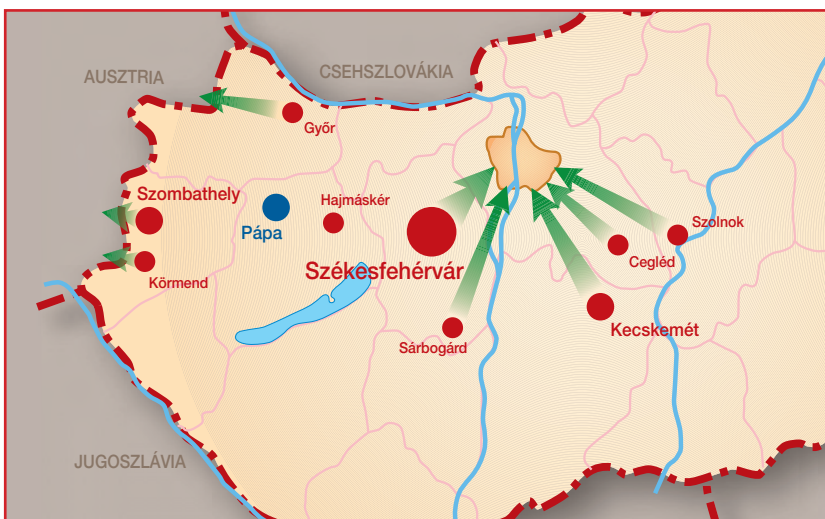 CSEHSZLOVÁKIA
AUSZTRIA
Győr
Szombathely
Hajmáskér
Pápa
Szolnok
Cegléd
Székesfehérvár
Körmend
Kecskemét
Sárbogárd
JUGOSZLÁVIA